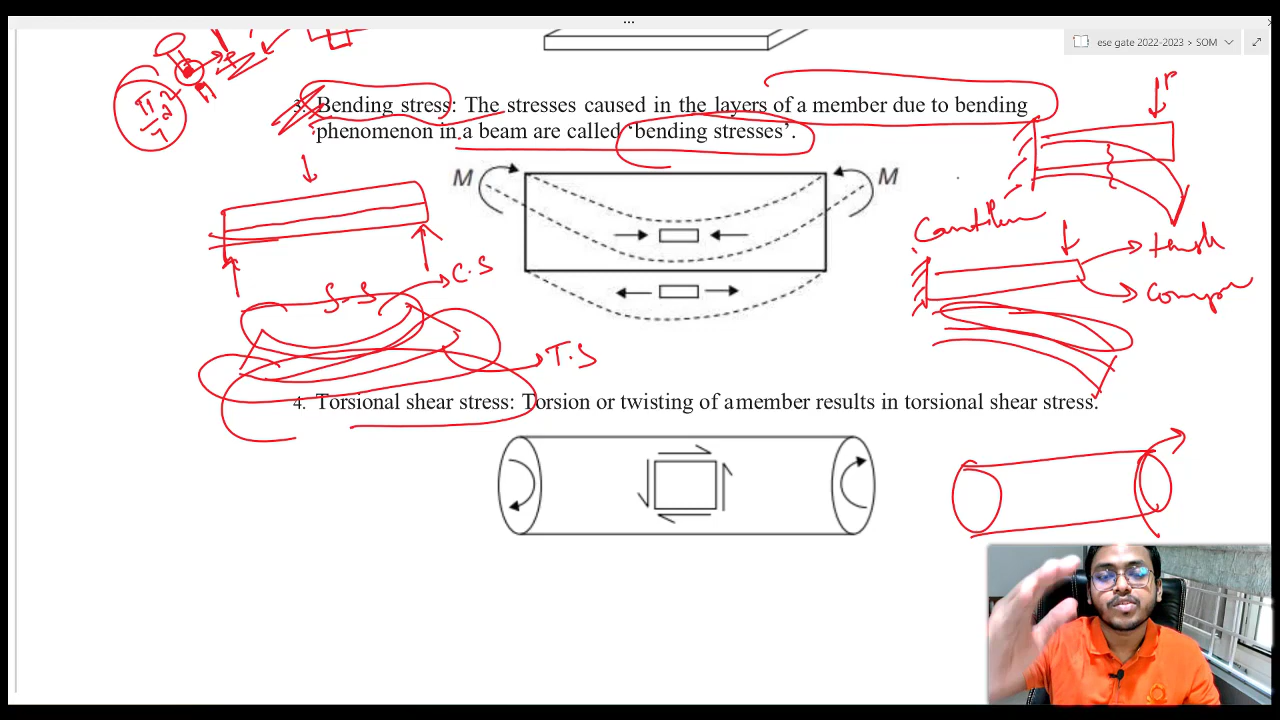 ese gate 2022-2023 > SOM
P
3. Bending stress: The stresses caused in the layers of a member due to bending
phenomenon in a beam are called 'bending stresses'.
M
M
Cantilever
tensile
C.S
S.S
T.S
4. Torsional shear stress: Torsion or twisting of a member results in torsional shear stress.